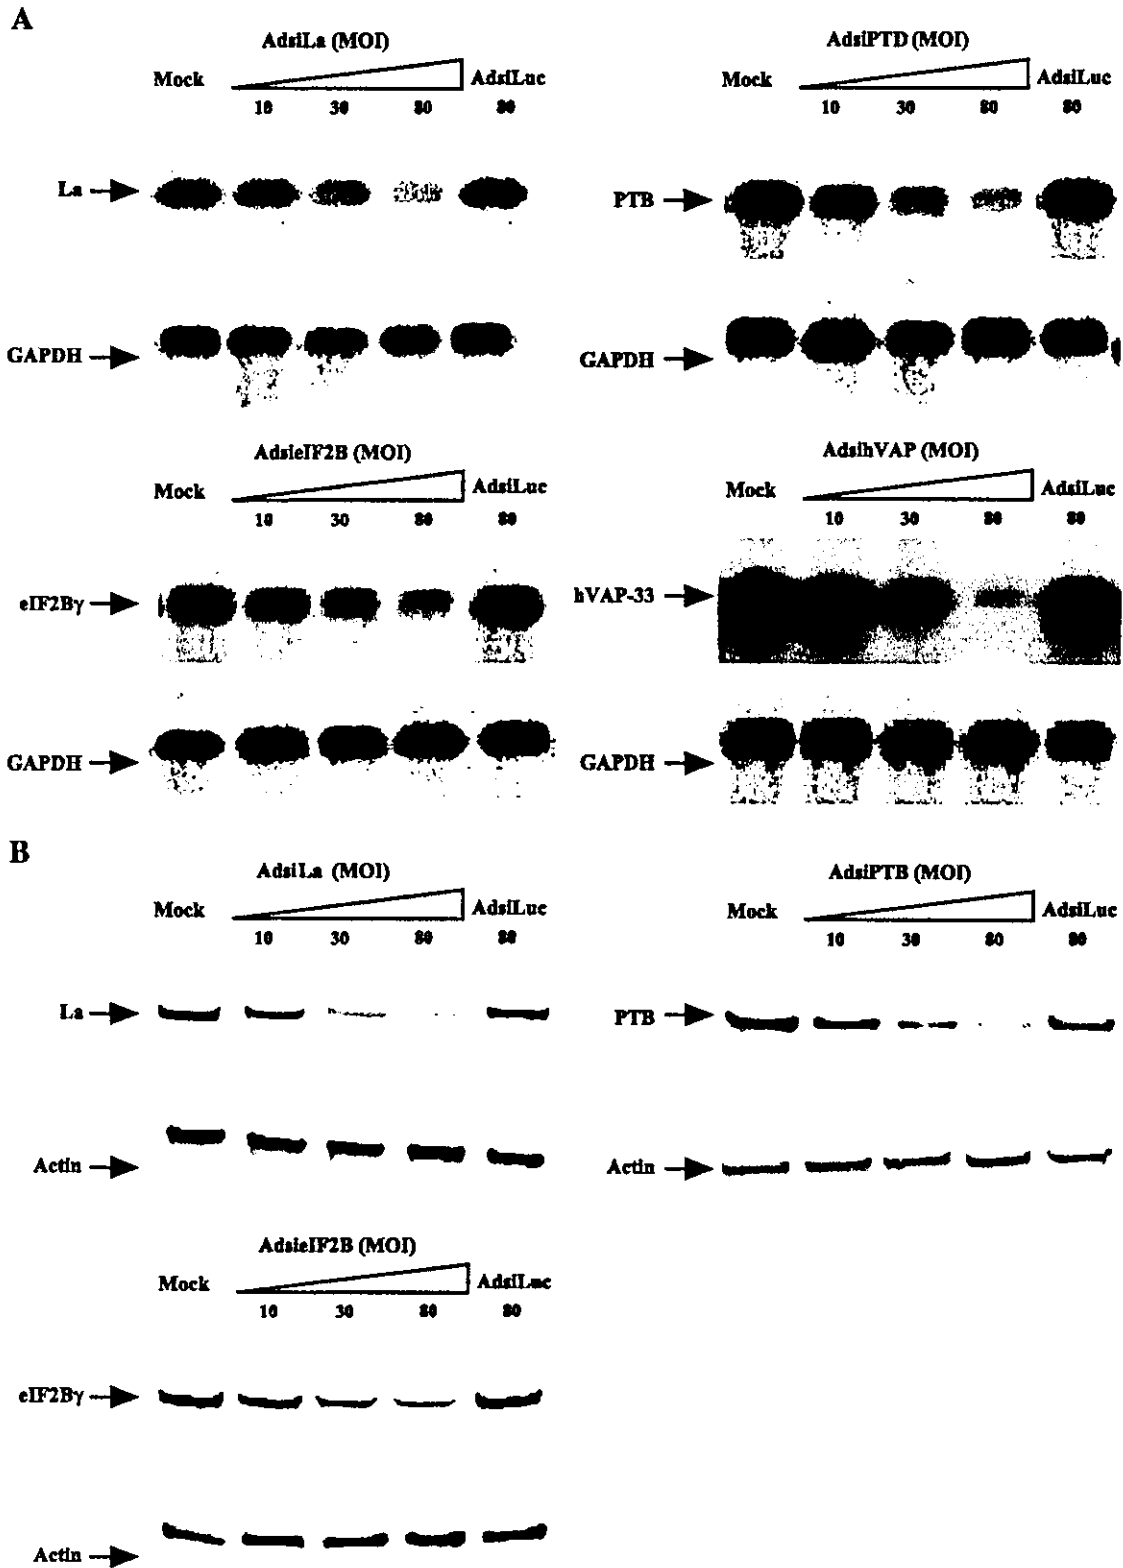 A
AdsiLa (MOI)
Mock AdsiLuc
10 30 80 80
La
GAPDH
AdsiPTD (MOI)
Mock AdsiLuc
10 30 80 80
PTB
GAPDH
AdsieIF2B (MOI)
Mock AdsiLuc
10 30 80 80
eIF2Bγ
GAPDH
AdsihVAP (MOI)
Mock AdsiLuc
10 30 80 80
hVAP-33
GAPDH
B
AdsiLa (MOI)
Mock AdsiLuc
10 30 80 80
La
Actin
AdsiPTB (MOI)
Mock AdsiLuc
10 30 80 80
PTB
Actin
AdsieIF2B (MOI)
Mock AdsiLuc
10 30 80 80
eIF2Bγ
Actin